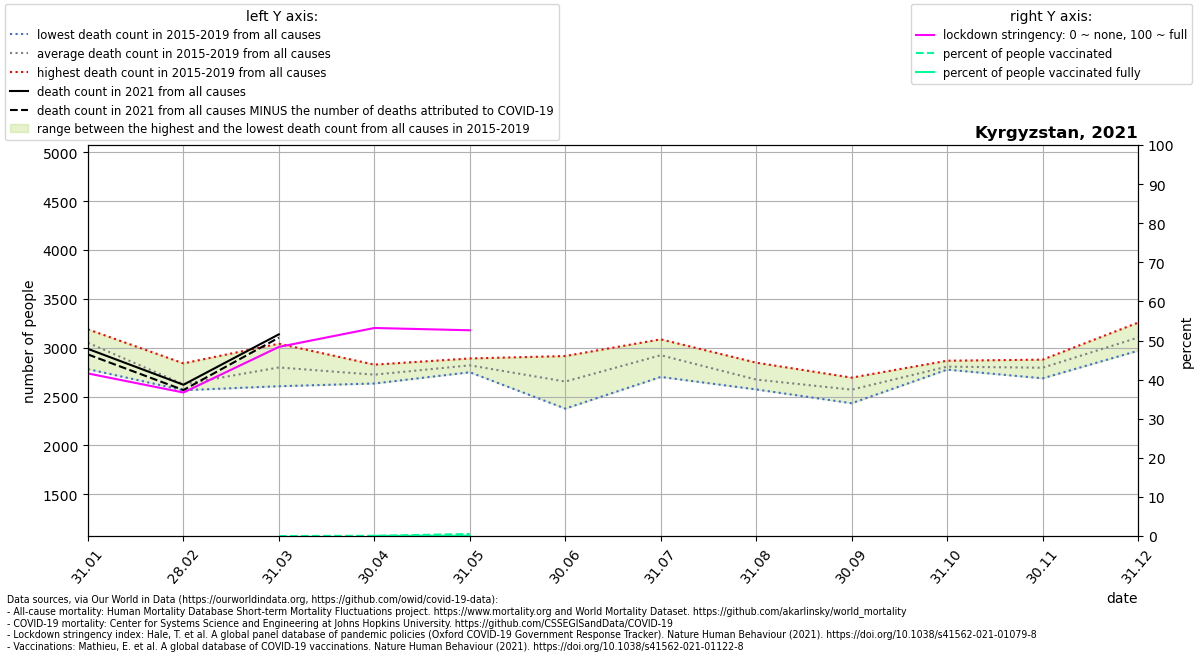 left Y axis:
lowest death count in 2015-2019 from all causes
average death count in 2015-2019 from all causes
highest death count in 2015-2019 from all causes
death count in 2021 from all causes
death count in 2021 from all causes MINUS the number of deaths attributed to COVID-19
range between the highest and the lowest death count from all causes in 2015-2019
right Y axis:
lockdown stringency: 0 ~ none, 100 ~ full
percent of people vaccinated
percent of people vaccinated fully
Kyrgyzstan, 2021
number of people
5000
4500
4000
3500
3000
2500
2000
1500
100
90
80
70
60
50
40
30
20
10
0
percent
31.01
28.02
31.03
30.04
31.05
30.06
31.07
31.08
30.09
31.10
30.11
31.12
date
Data sources, via Our World in Data (https://ourworldindata.org, https://github.com/owid/covid-19-data):
- All-cause mortality: Human Mortality Database Short-term Mortality Fluctuations project. https://www.mortality.org and World Mortality Dataset. https://github.com/akarlinsky/world_mortality
- COVID-19 mortality: Center for Systems Science and Engineering at Johns Hopkins University. https://github.com/CSSEGISandData/COVID-19
- Lockdown stringency index: Hale, T. et al. A global panel database of pandemic policies (Oxford COVID-19 Government Response Tracker). Nature Human Behaviour (2021). https://doi.org/10.1038/s41562-021-01079-8
- Vaccinations: Mathieu, E. et al. A global database of COVID-19 vaccinations. Nature Human Behaviour (2021). https://doi.org/10.1038/s41562-021-01122-8